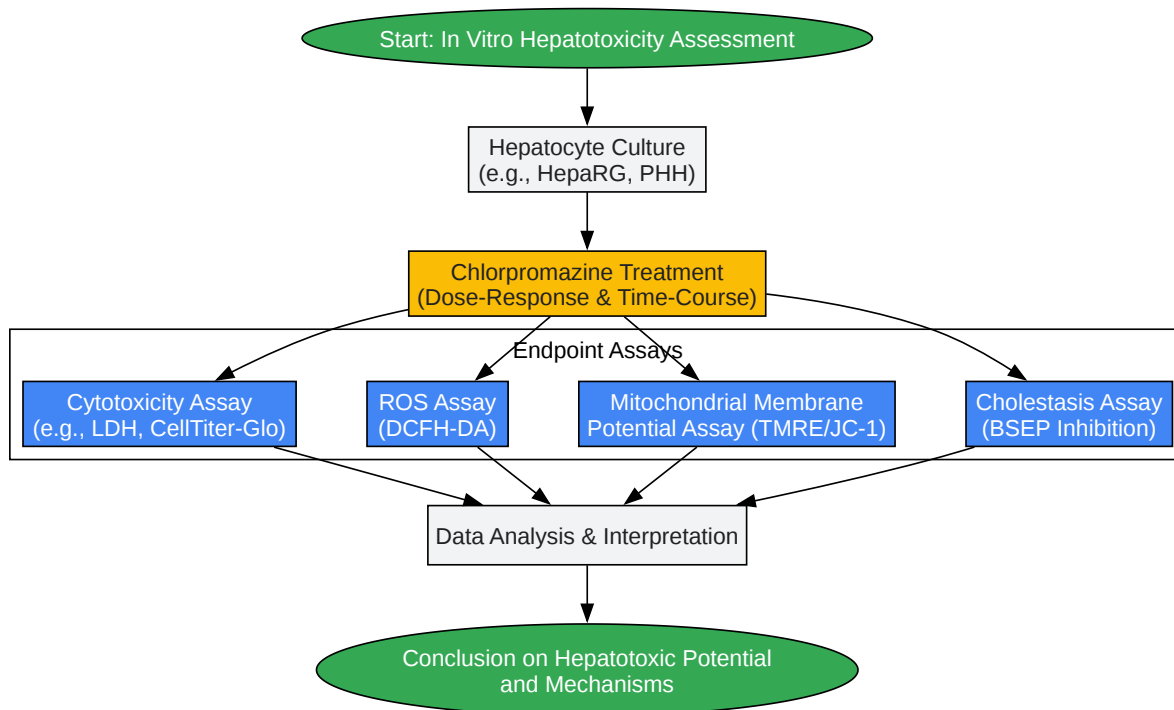 Start: In Vitro Hepatotoxicity Assessment
Hepatocyte Culture
(e.g., HepaRG, PHH)
Chlorpromazine Treatment
(Dose-Response & Time-Course)
Endpoint Assays
Cytotoxicity Assay
(e.g., LDH, CellTiter-Glo)
ROS Assay
(DCFH-DA)
Mitochondrial Membrane
Potential Assay (TMRE/JC-1)
Cholestasis Assay
(BSEP Inhibition)
Data Analysis & Interpretation
Conclusion on Hepatotoxic Potential
and Mechanisms